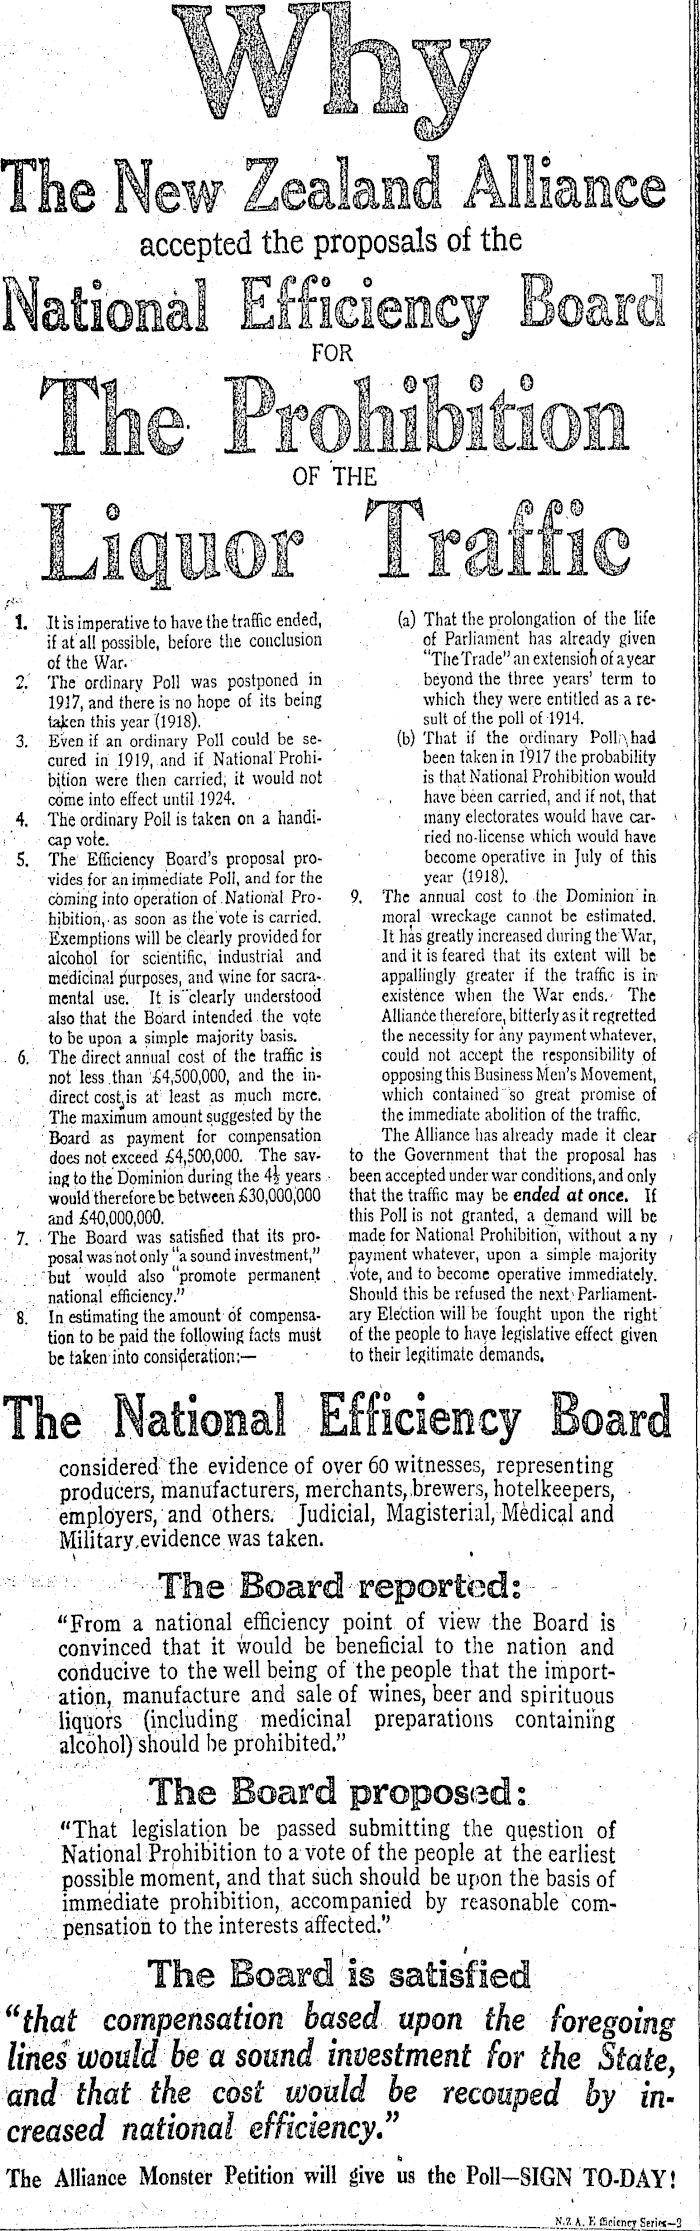 Why
The New Zealand Alliance
accepted the proposals of the
National Efficiency Board
FOR
The Prohibition
OF THE
Liquor Traffic
1. It is imperative to have the traffic ended,
if at all possible, before the conclusion
of the War.
2. The ordinary Poll was postponed in
1917, and there is no hope of its being
taken this year (1918).
3. Even if an ordinary Poll could be se-
cured in 1919, and if National Prohi-
bition were then carried, it would not
come into effect until 1924.
4. The ordinary Poll is taken on a handi-
cap vote.
5. The Efficiency Board's proposal pro-
vides for an immediate Poll, and for the
coming into operation of National Pro-
hibition, as soon as the vote is carried.
Exemptions will be clearly provided for
alcohol for scientific, industrial and
medicinal purposes, and wine for sacra-
mental use. It is clearly understood
also that the Board intended the vote
to be upon a simple majority basis.
6. The direct annual cost of the traffic is
not less than £4,500,000, and the in-
direct cost is at least as much more.
The maximum amount suggested by the
Board as payment for compensation
does not exceed £4,500,000. The sav-
ing to the Dominion during the 4½ years
would therefore be between £30,000,000
and £40,000,000.
7. The Board was satisfied that its pro-
posal was not only "a sound investment,"
but would also "promote permanent
national efficiency."
8. In estimating the amount of compensa-
tion to be paid the following facts must
be taken into consideration:—
(a) That the prolongation of the life
of Parliament has already given
"The Trade" an extension of a year
beyond the three years' term to
which they were entitled as a re-
sult of the poll of 1914.
(b) That if the ordinary Poll had
been taken in 1917 the probability
is that National Prohibition would
have been carried, and if not, that
many electorates would have car-
ried no-license which would have
become operative in July of this
year (1918).
9. The annual cost to the Dominion in
moral wreckage cannot be estimated.
It has greatly increased during the War,
and it is feared that its extent will be
appallingly greater if the traffic is in
existence when the War ends. The
Alliance therefore, bitterly as it regretted
the necessity for any payment whatever,
could not accept the responsibility of
opposing this Business Men's Movement,
which contained so great promise of
the immediate abolition of the traffic.
The Alliance has already made it clear
to the Government that the proposal has
been accepted under war conditions, and only
that the traffic may be ended at once. If
this Poll is not granted, a demand will be
made for National Prohibition, without any
payment whatever, upon a simple majority
vote, and to become operative immediately.
Should this be refused the next Parliament-
ary Election will be fought upon the right
of the people to have legislative effect given
to their legitimate demands.
The National Efficiency Board
considered the evidence of over 60 witnesses, representing
producers, manufacturers, merchants, brewers, hotelkeepers,
employers, and others. Judicial, Magisterial, Medical and
Military evidence was taken.
The Board reported:
"From a national efficiency point of view the Board is
convinced that it would be beneficial to the nation and
conducive to the well being of the people that the import-
ation, manufacture and sale of wines, beer and spirituous
liquors (including medicinal preparations containing
alcohol) should be prohibited."
The Board proposed:
"That legislation be passed submitting the question of
National Prohibition to a vote of the people at the earliest
possible moment, and that such should be upon the basis of
immediate prohibition, accompanied by reasonable com-
pensation to the interests affected."
The Board is satisfied
"that compensation based upon the foregoing
lines would be a sound investment for the State,
and that the cost would be recouped by in-
creased national efficiency."
The Alliance Monster Petition will give us the Poll—SIGN TO-DAY!
N.Z.A. Efficiency Series—3